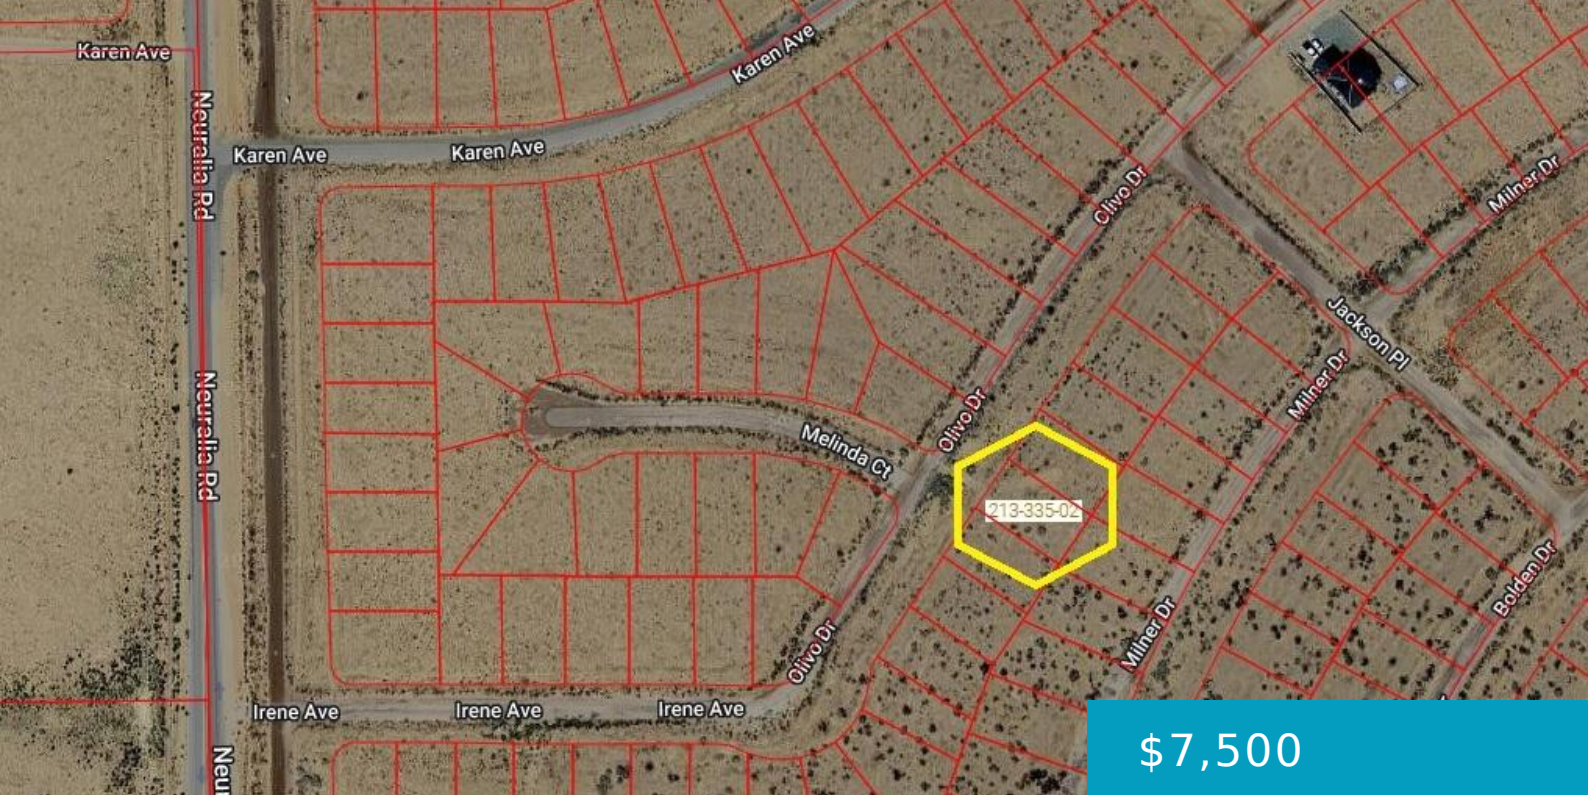 Karen Ave
Karen Ave
Karen Ave
Karen Ave
Neuralia Rd
Neuralia Rd
Neur
Olivo Dr
Milner Dr
Jackson Pl
Milner Dr
Olivo Dr
Melinda Ct
213-335-02
Bolden Dr
Milner Dr
Olivo Dr
Irene Ave
Irene Ave
Irene Ave
$7,500